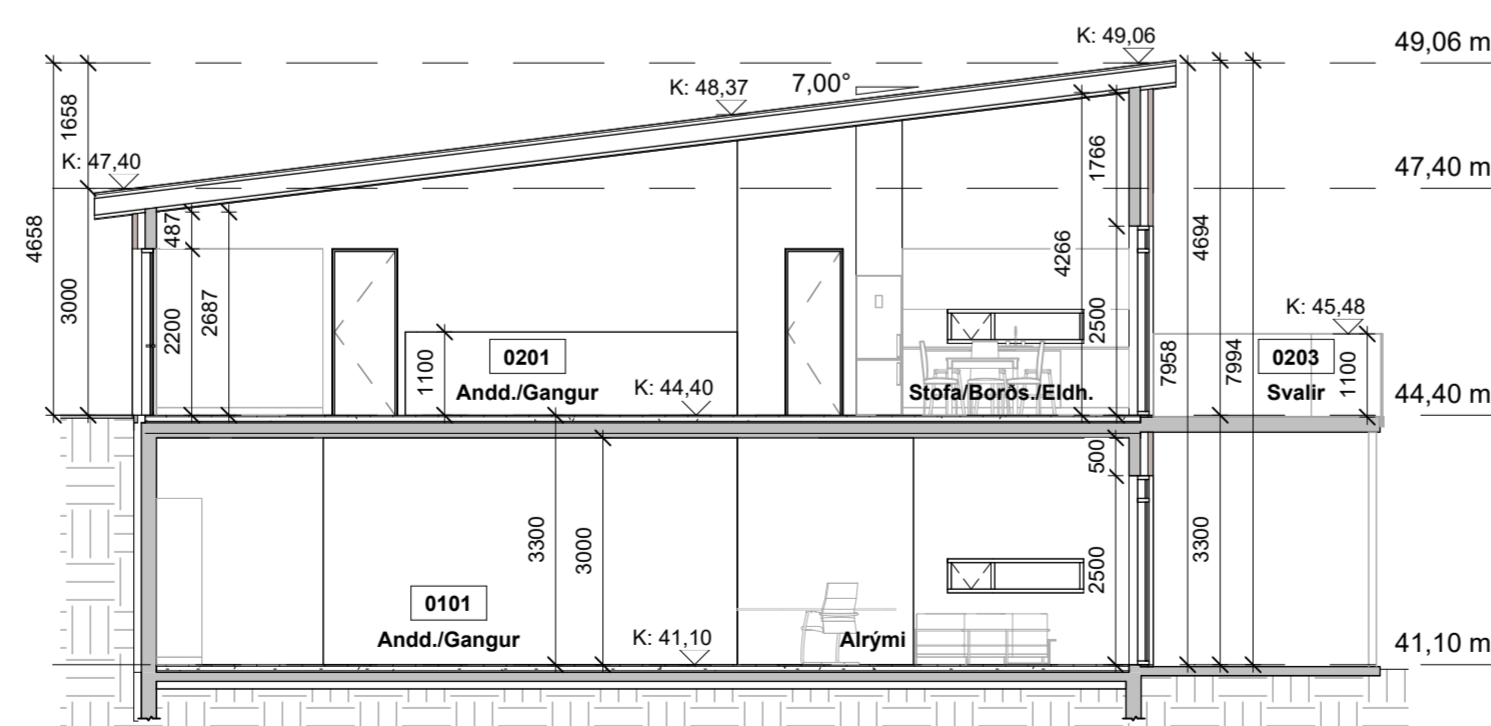 K: 49,06
49,06 m
K: 48,37
7,00°
1658
K: 47,40
1766
47,40 m
487
4658
4694
4266
2687
3000
2200
2500
K: 45,48
1100
0201
7958
7994
0203
1100
Andd./Gangur
K: 44,40
Stofa/Borðs./Eldh.
Svalir
44,40 m
500
3300
3000
3300
2500
0101
Andd./Gangur
K: 41,10
Alrými
41,10 m